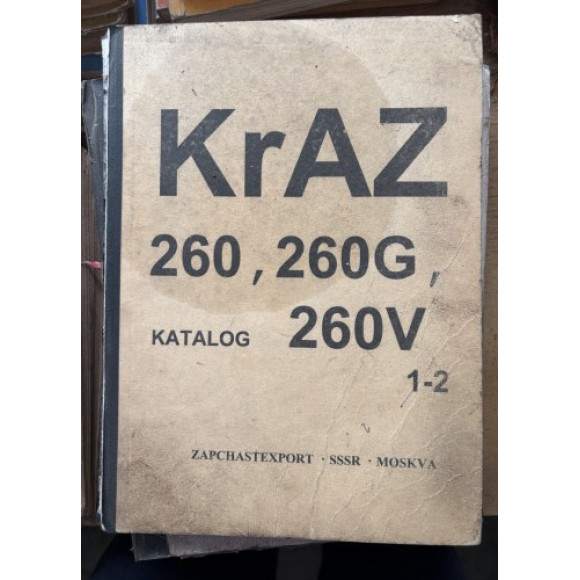 KrAZ
260, 260G,
KATALOG 260V
1-2
ZAPCHASTEXPORT · SSSR · MOSKVA